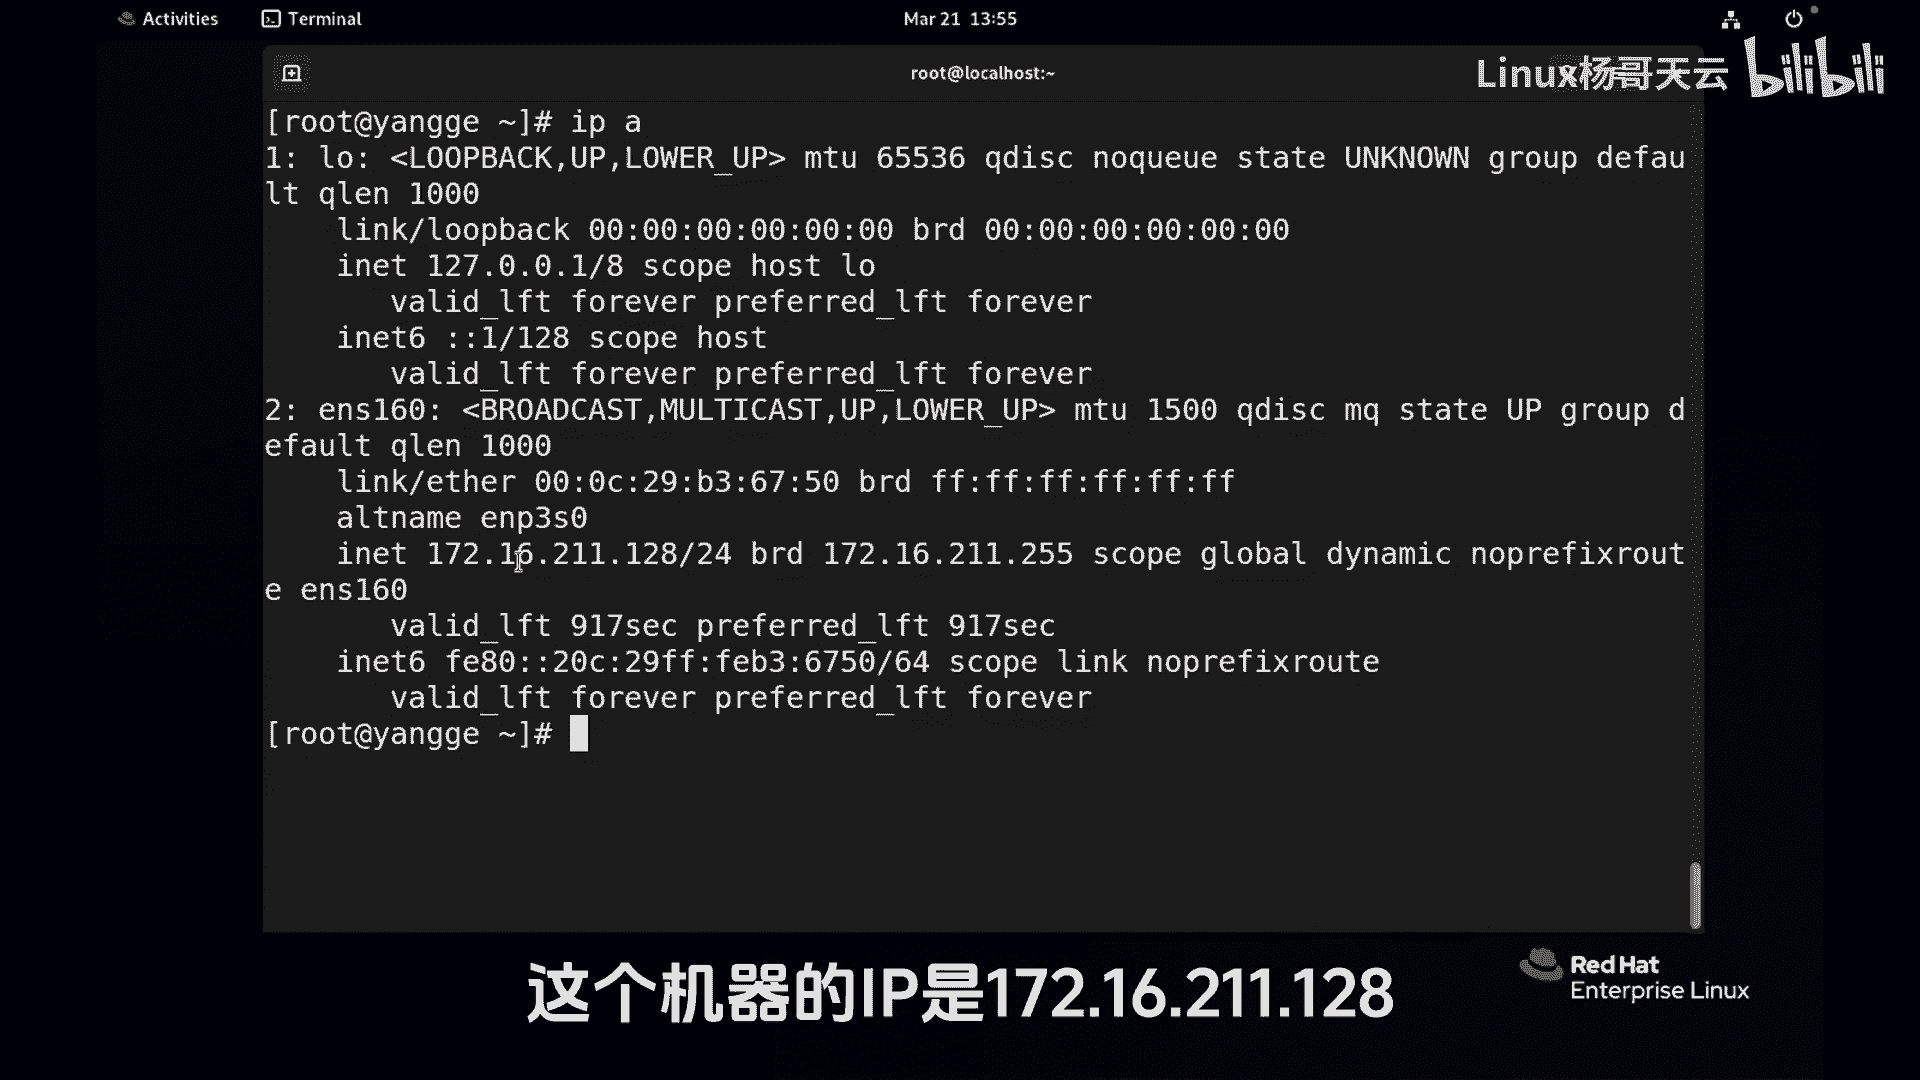 Activities
Terminal
Mar 21 13:55
root@localhost:~
Linux杨哥天云 bilibili
[root@yangge ~]# ip a
1: lo: <LOOPBACK,UP,LOWER_UP> mtu 65536 qdisc noqueue state UNKNOWN group defau
lt qlen 1000
    link/loopback 00:00:00:00:00:00 brd 00:00:00:00:00:00
    inet 127.0.0.1/8 scope host lo
       valid_lft forever preferred_lft forever
    inet6 ::1/128 scope host
       valid_lft forever preferred_lft forever
2: ens160: <BROADCAST,MULTICAST,UP,LOWER_UP> mtu 1500 qdisc mq state UP group d
efault qlen 1000
    link/ether 00:0c:29:b3:67:50 brd ff:ff:ff:ff:ff:ff
    altname enp3s0
    inet 172.16.211.128/24 brd 172.16.211.255 scope global dynamic noprefixrout
e ens160
       valid_lft 917sec preferred_lft 917sec
    inet6 fe80::20c:29ff:feb3:6750/64 scope link noprefixroute
       valid_lft forever preferred_lft forever
[root@yangge ~]#
这个机器的IP是172.16.211.128
Red Hat
Enterprise Linux